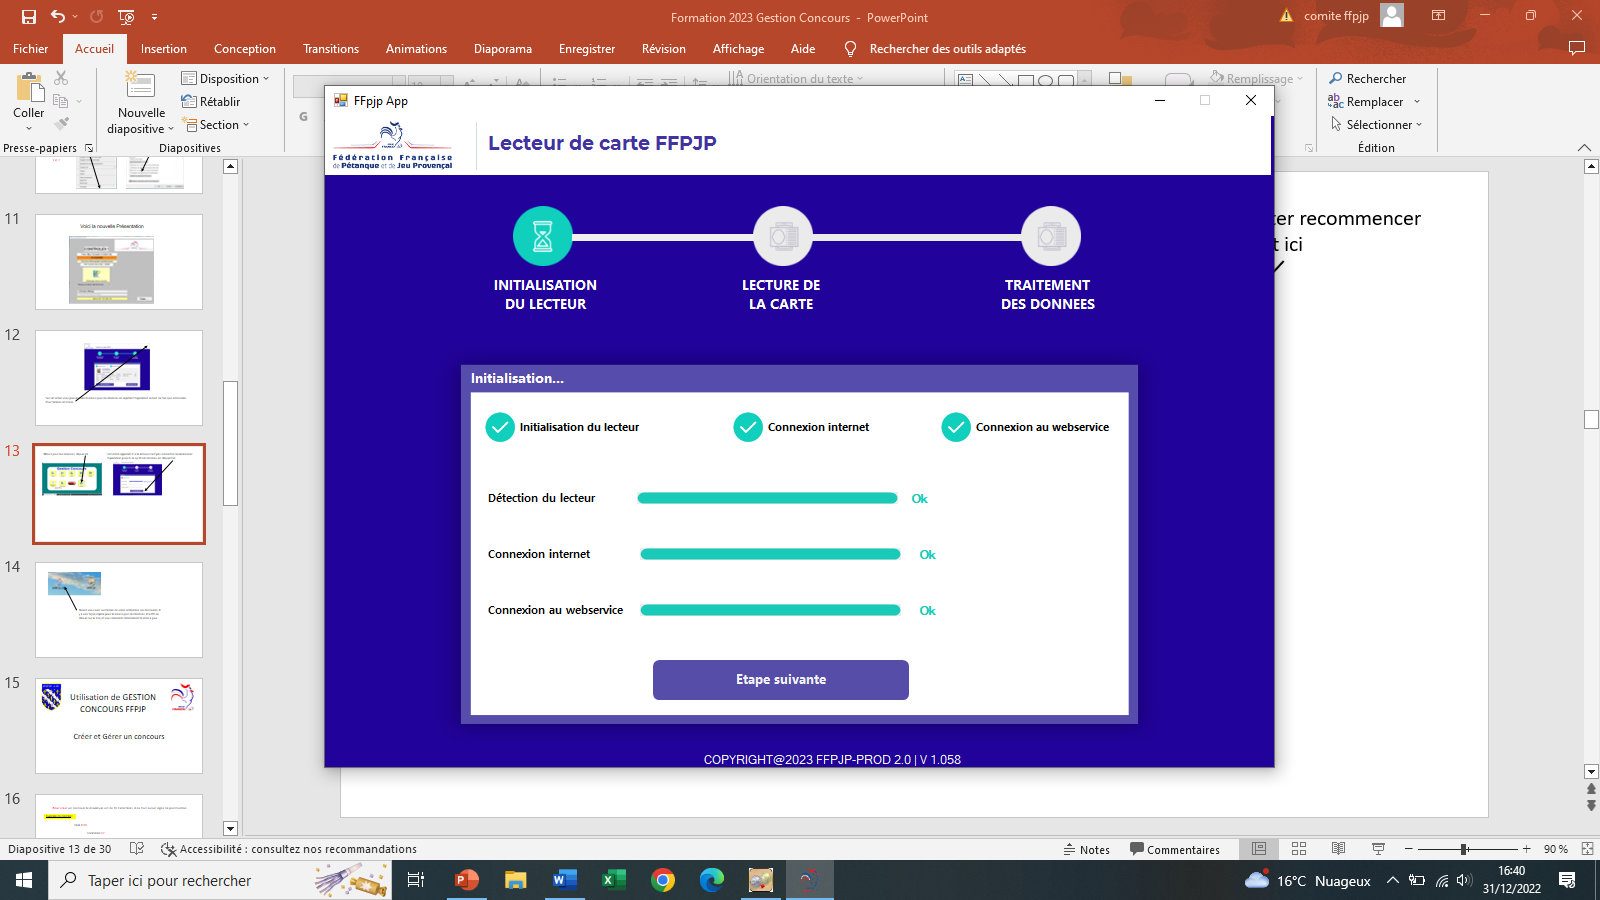 Formation 2023 Gestion Concours - PowerPoint
comite ffpjp
Fichier
Accueil
Insertion
Conception
Transitions
Animations
Diaporama
Enregistrer
Révision
Affichage
Aide
Rechercher des outils adaptés
Coller
Nouvelle
diapositive
Disposition
Rétablir
Section
Orientation du texte
Remplissage
Rechercher
Remplacer
Sélectionner
Presse-papiers
Diapositives
Édition
G
FFpjp App
Fédération Française
de Pétanque et de Jeu Provençal
Lecteur de carte FFPJP
INITIALISATION
DU LECTEUR
LECTURE DE
LA CARTE
TRAITEMENT
DES DONNEES
Initialisation...
Initialisation du lecteur
Connexion internet
Connexion au webservice
Détection du lecteur
Ok
Connexion internet
Ok
Connexion au webservice
Ok
Etape suivante
COPYRIGHT@2023 FFPJP-PROD 2.0 | V 1.058
ter recommencer
t ici
11
Voici la nouvelle Présentation
12
13
14
15
Utilisation de GESTION
CONCOURS FFPJP
Créer et Gérer un concours
16
Diapositive 13 de 30
Accessibilité : consultez nos recommandations
Notes
Commentaires
90 %
Taper ici pour rechercher
16°C Nuageux
16:40
31/12/2022